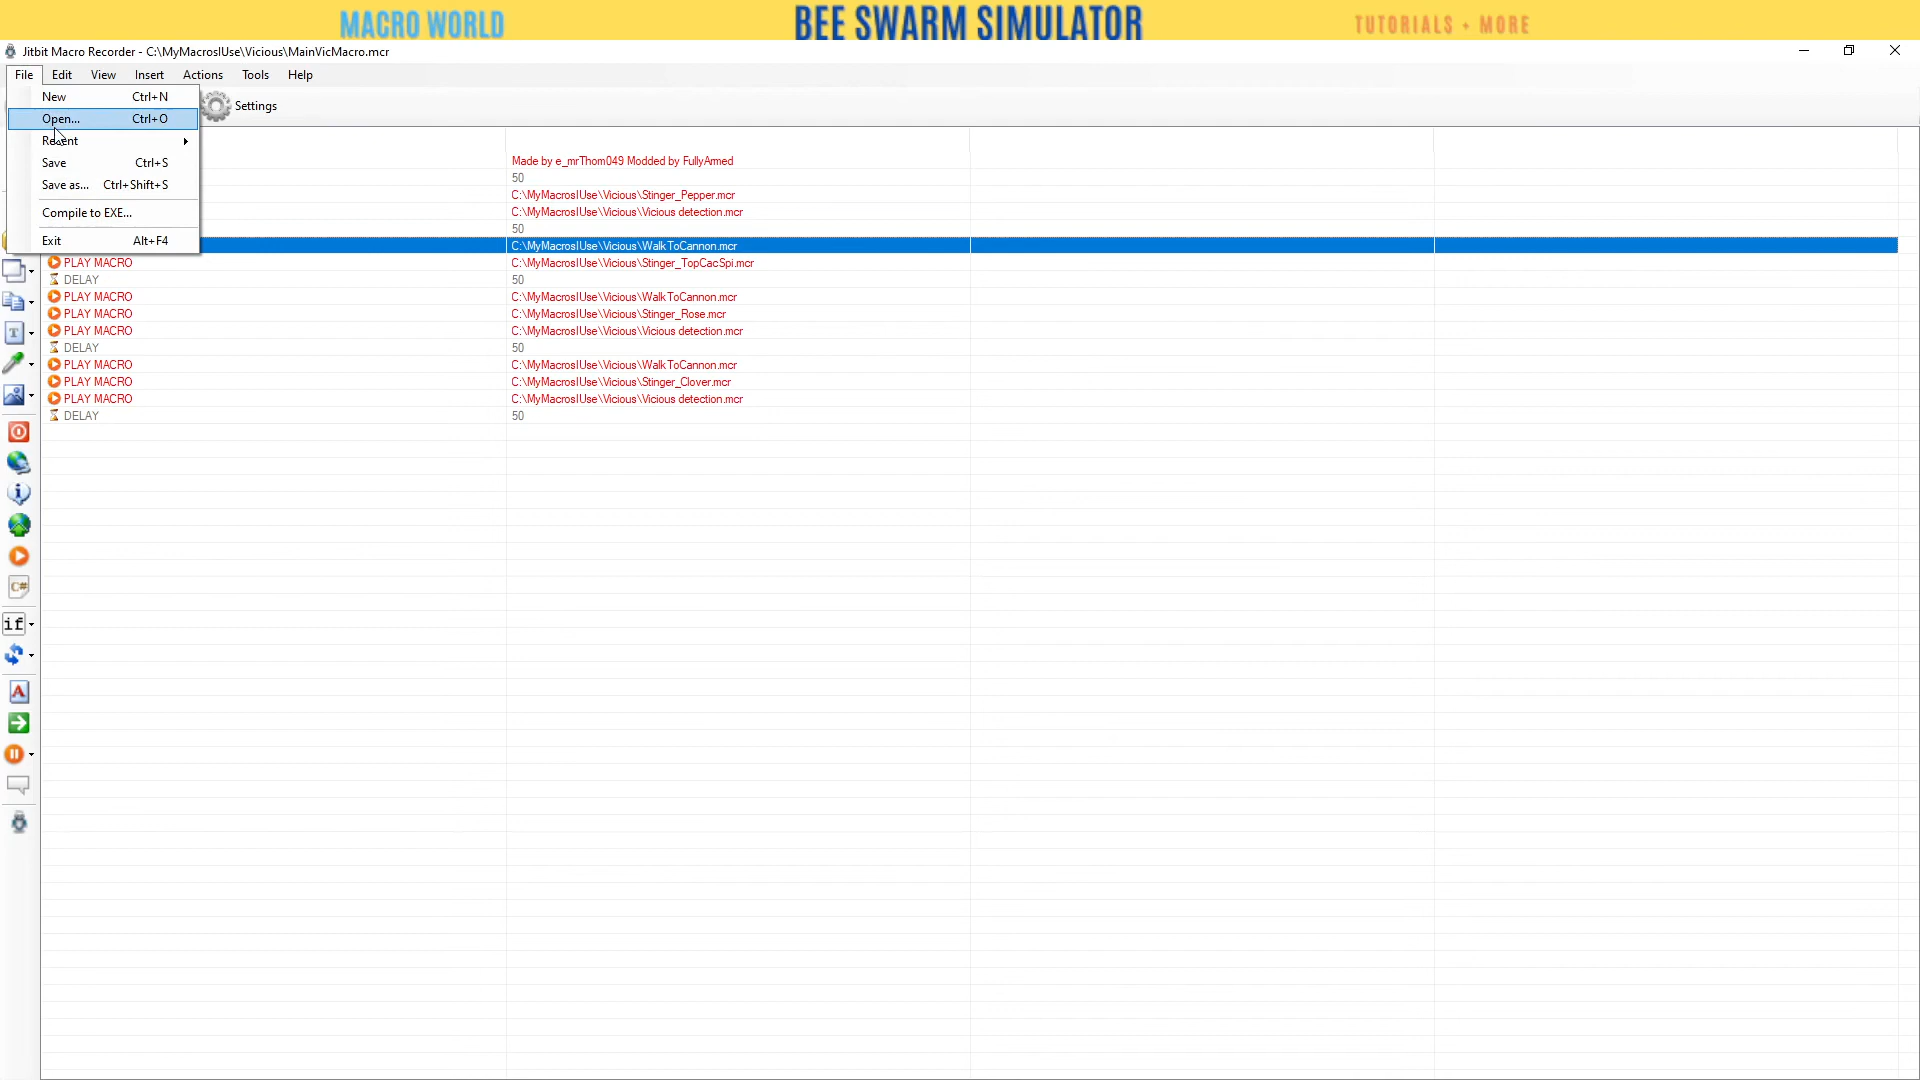 MACRO WORLD BEE SWARM SIMULATOR TUTORIALS + MORE
Jitbit Macro Recorder - C:\MyMacrosIUse\Vicious\MainVicMacro.mcr
File Edit View Insert Actions Tools Help
New Ctrl+N
Settings
Open... Ctrl+O
Recent
Save Ctrl+S
Save as... Ctrl+Shift+S
Compile to EXE...
Exit Alt+F4
Made by e_mrThom049 Modded by FullyArmed
50
C:\MyMacrosIUse\Vicious\Stinger_Pepper.mcr
C:\MyMacrosIUse\Vicious\Vicious detection.mcr
50
C:\MyMacrosIUse\Vicious\WalkToCannon.mcr
PLAY MACRO C:\MyMacrosIUse\Vicious\Stinger_TopCacSpi.mcr
DELAY 50
PLAY MACRO C:\MyMacrosIUse\Vicious\WalkToCannon.mcr
PLAY MACRO C:\MyMacrosIUse\Vicious\Stinger_Rose.mcr
PLAY MACRO C:\MyMacrosIUse\Vicious\Vicious detection.mcr
DELAY 50
PLAY MACRO C:\MyMacrosIUse\Vicious\WalkToCannon.mcr
PLAY MACRO C:\MyMacrosIUse\Vicious\Stinger_Clover.mcr
PLAY MACRO C:\MyMacrosIUse\Vicious\Vicious detection.mcr
DELAY 50
T
C#
if
A